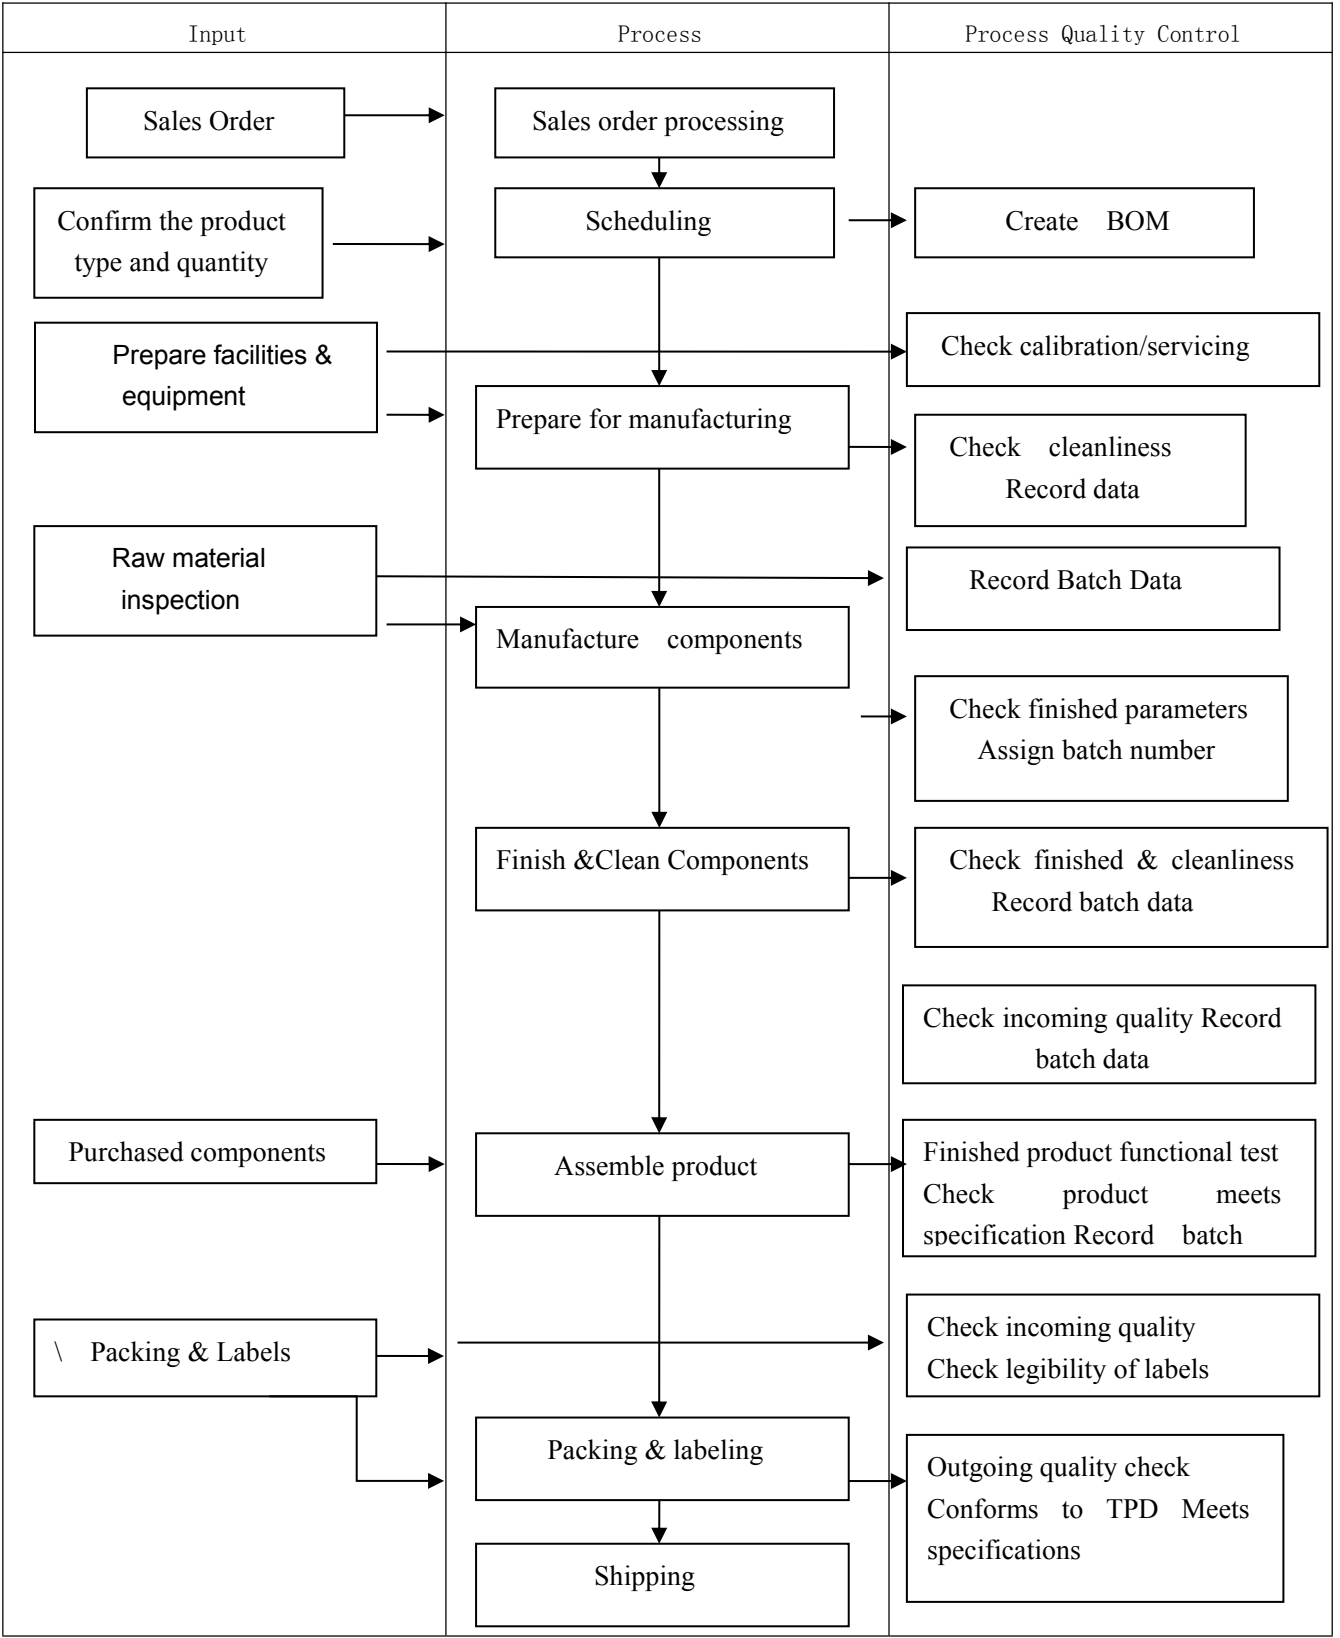 Input
Process
Process Quality Control
Sales Order
Sales order processing
Confirm the product
type and quantity
Scheduling
Create BOM
Prepare facilities &
equipment
Check calibration/servicing
Prepare for manufacturing
Check cleanliness
Record data
Raw material
inspection
Record Batch Data
Manufacture components
Check finished parameters
Assign batch number
Finish &Clean Components
Check finished & cleanliness
Record batch data
Check incoming quality Record
batch data
Purchased components
Assemble product
Finished product functional test
Check product meets
specification Record batch
\ Packing & Labels
Check incoming quality
Check legibility of labels
Packing & labeling
Outgoing quality check
Conforms to TPD Meets
specifications
Shipping